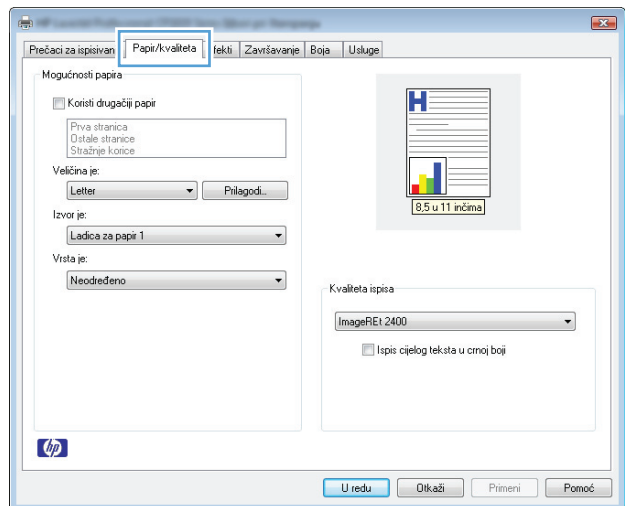 Prečaci za ispisivan
Papir/kvaliteta
fekti
Završavanje
Boja
Usluge
Mogućnosti papira
Koristi drugačiji papir
Prva stranica
Ostale stranice
Stražnje korice
Veličina je:
Letter
Prilagodi...
Izvor je:
Ladica za papir 1
Vrsta je:
Neodređeno
H
8,5 u 11 inčima
Kvaliteta ispisa
ImageREt 2400
Ispis cijelog teksta u crnoj boji
hp
U redu
Otkaži
Primeni
Pomoć